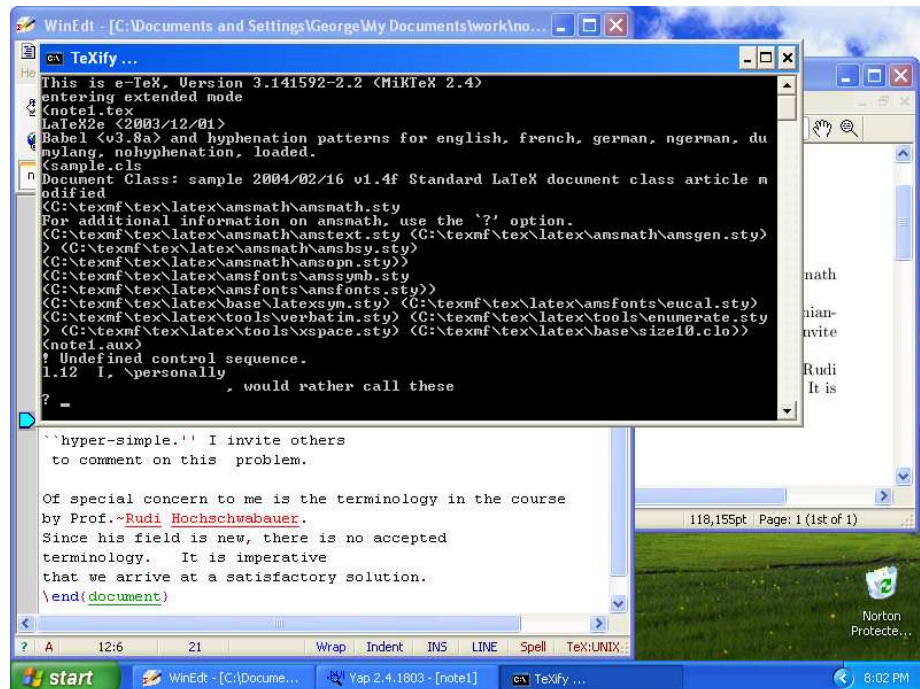 WinEdt - [C:\Documents and Settings\George\My Documents\work\no...
TeXify ...
This is e-TeX, Version 3.141592-2.2 (MiKTeX 2.4)
entering extended mode
(note1.tex
LaTeX2e <2003/12/01>
Babel <v3.8a> and hyphenation patterns for english, french, german, ngerman, du
mylang, nohyphenation, loaded.
(sample.cls
Document Class: sample 2004/02/16 v1.4f Standard LaTeX document class article m
odified
(C:\texmf\tex\latex\amsmath\amsmath.sty
For additional information on amsmath, use the `?' option.
(C:\texmf\tex\latex\amsmath\amstext.sty (C:\texmf\tex\latex\amsmath\amsgen.sty)
) (C:\texmf\tex\latex\amsmath\amsbsy.sty)
(C:\texmf\tex\latex\amsmath\amsopn.sty))
(C:\texmf\tex\latex\amsfonts\amssymb.sty
(C:\texmf\tex\latex\amsfonts\amsfonts.sty))
(C:\texmf\tex\latex\base\latexsym.sty) (C:\texmf\tex\latex\amsfonts\eucal.sty)
(C:\texmf\tex\latex\tools\verbatim.sty) (C:\texmf\tex\latex\tools\enumerate.sty
) (C:\texmf\tex\latex\tools\xspace.sty) (C:\texmf\tex\latex\base\size10.clo))
(note1.aux)
! Undefined control sequence.
l.12 I, \personally
, would rather call these
? _
math
nian-
nvite
Rudi
It is
``hyper-simple.'' I invite others
to comment on this problem.
Of special concern to me is the terminology in the course
by Prof.~Rudi Hochschwabauer.
Since his field is new, there is no accepted
terminology. It is imperative
that we arrive at a satisfactory solution.
\end{document}
118,155pt Page: 1 (1st of 1)
Norton
Protecte...
? A 12:6 21 Wrap Indent INS LINE Spell TeX:UNIX
start WinEdt - [C:\Docume... Yap 2.4.1803 - [note1] TeXify ... 8:02 PM